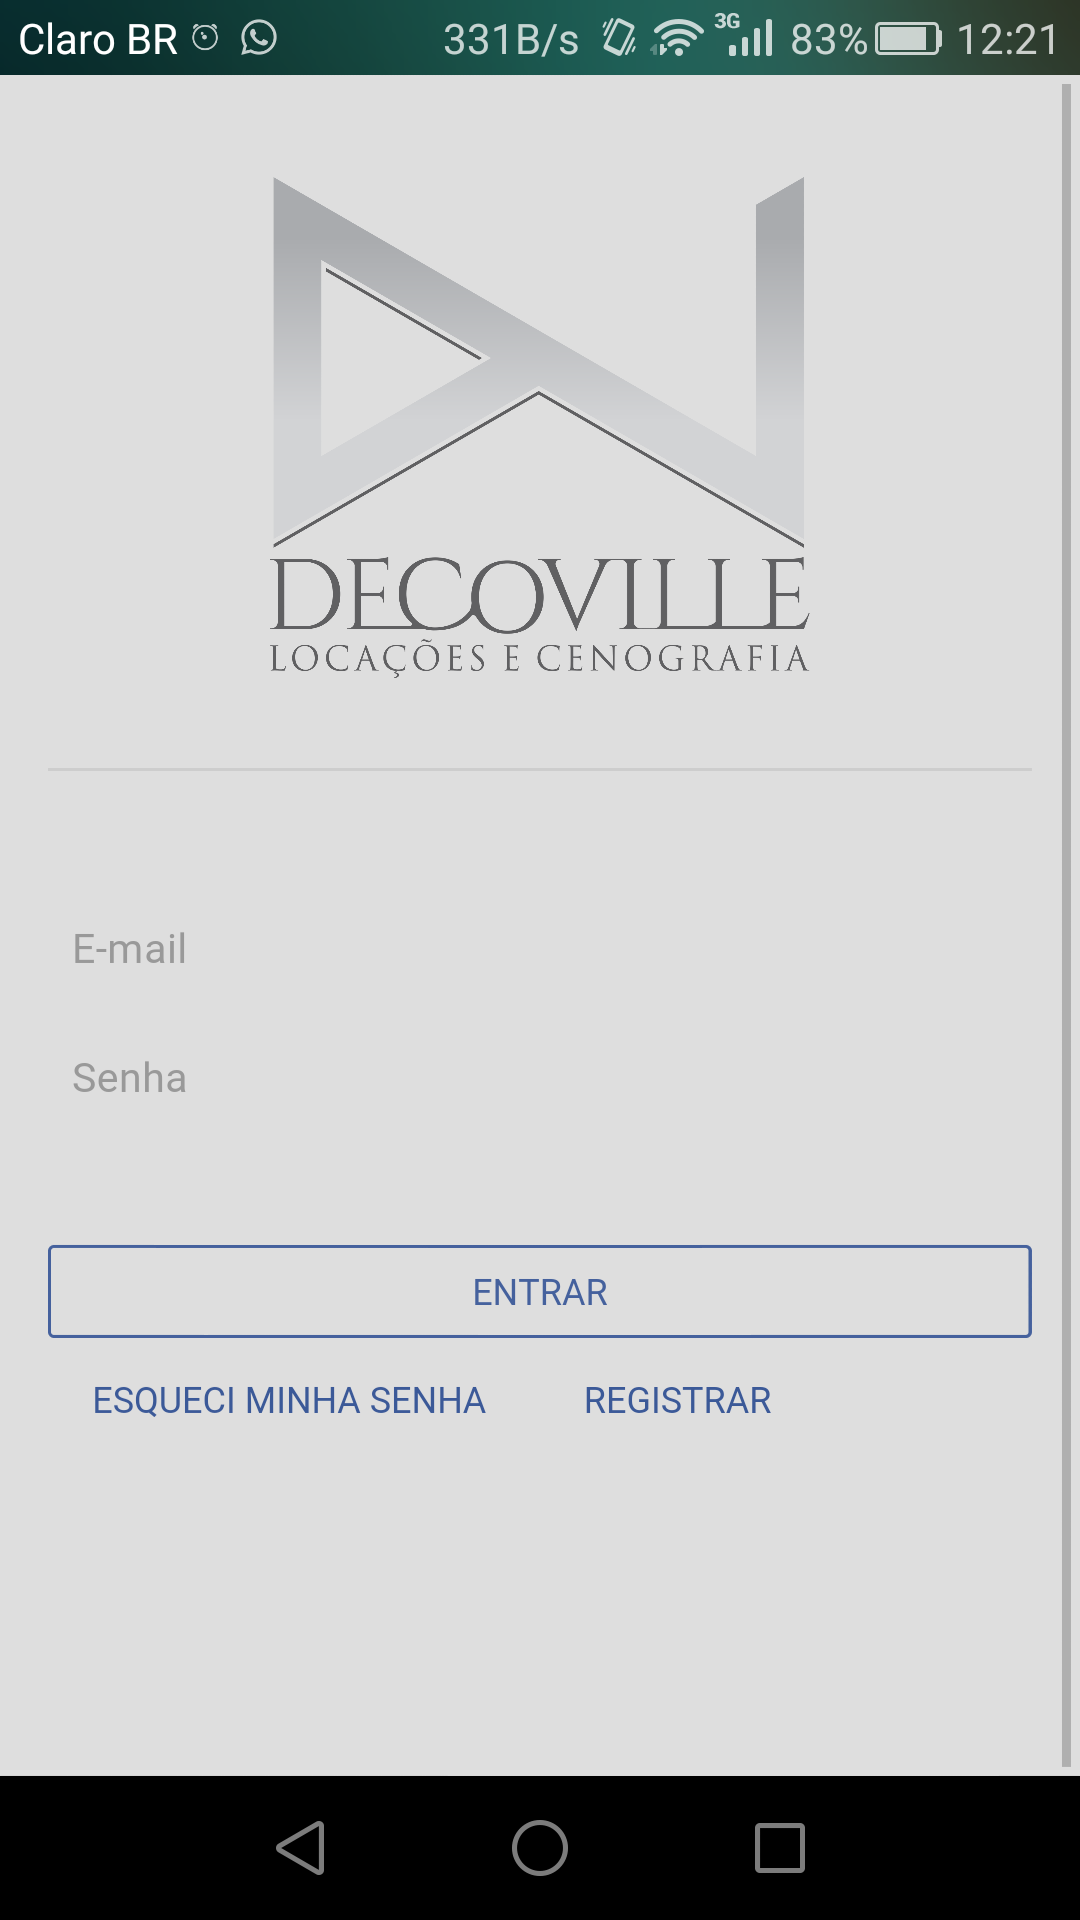 Claro BR 331B/s 3G 83% 12:21
DECOVILLE
LOCAÇÕES E CENOGRAFIA
E-mail
Senha
ENTRAR
ESQUECI MINHA SENHA REGISTRAR